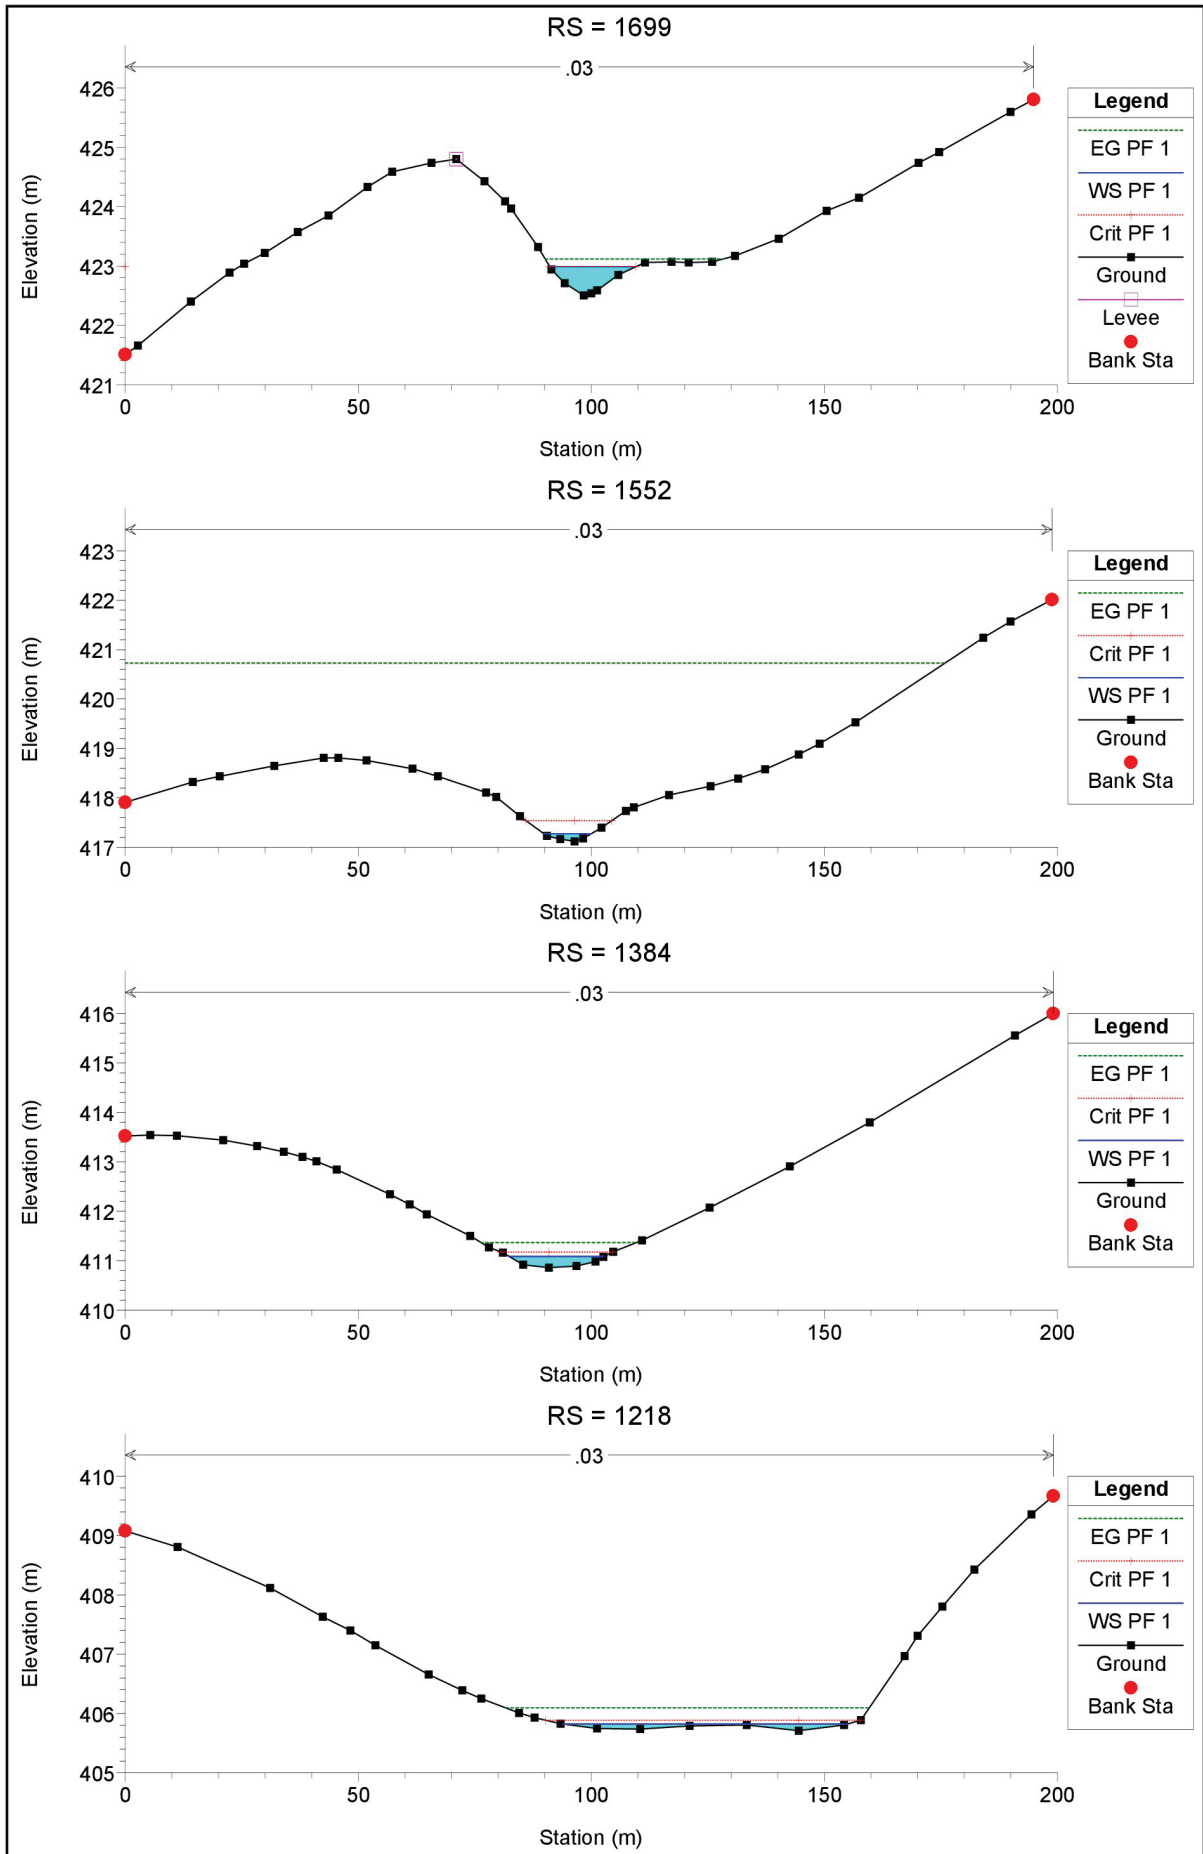 RS = 1699
.03
426
425
424
423
422
421
Elevation (m)
0
50
100
150
200
Station (m)
Legend
EG PF 1
WS PF 1
Crit PF 1
Ground
Levee
Bank Sta
RS = 1552
.03
423
422
421
420
419
418
417
Elevation (m)
0
50
100
150
200
Station (m)
Legend
EG PF 1
Crit PF 1
WS PF 1
Ground
Bank Sta
RS = 1384
.03
416
415
414
413
412
411
410
Elevation (m)
0
50
100
150
200
Station (m)
Legend
EG PF 1
Crit PF 1
WS PF 1
Ground
Bank Sta
RS = 1218
.03
410
409
408
407
406
405
Elevation (m)
0
50
100
150
200
Station (m)
Legend
EG PF 1
Crit PF 1
WS PF 1
Ground
Bank Sta